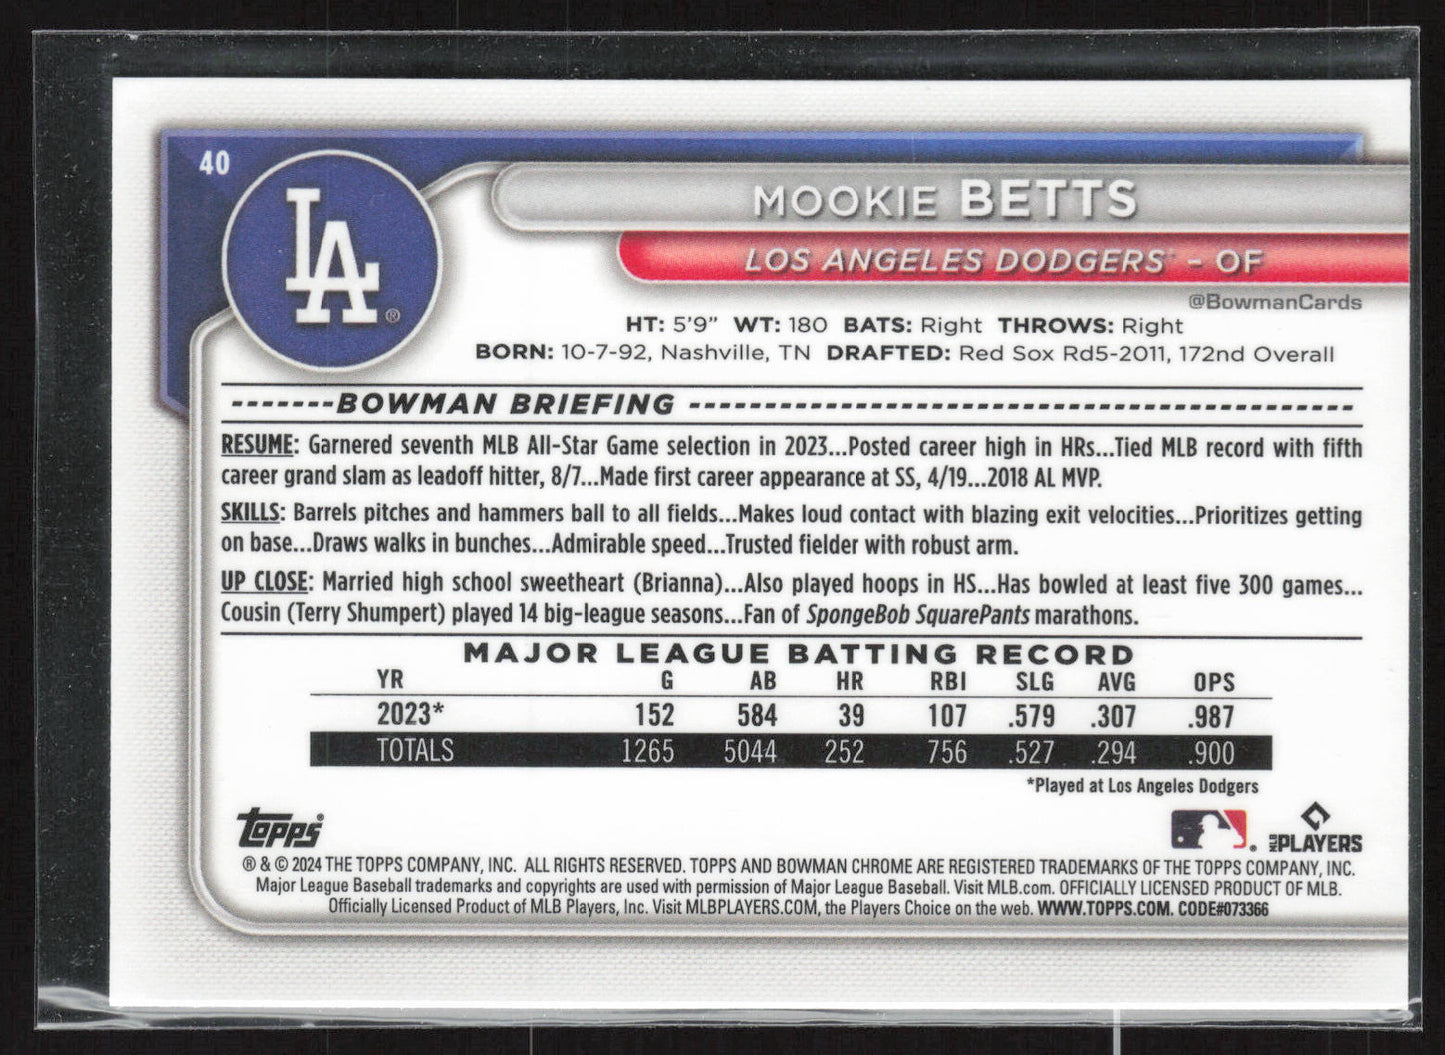 40
LA®
MOOKIE BETTS
LOS ANGELES DODGERS™ – OF
@BowmanCards
HT: 5'9" WT: 180 BATS: Right THROWS: Right
BORN: 10-7-92, Nashville, TN DRAFTED: Red Sox Rd5-2011, 172nd Overall
BOWMAN BRIEFING
RESUME: Garnered seventh MLB All-Star Game selection in 2023...Posted career high in HRs...Tied MLB record with fifth
career grand slam as leadoff hitter, 8/7...Made first career appearance at SS, 4/19...2018 AL MVP.
SKILLS: Barrels pitches and hammers ball to all fields...Makes loud contact with blazing exit velocities...Prioritizes getting
on base...Draws walks in bunches...Admirable speed...Trusted fielder with robust arm.
UP CLOSE: Married high school sweetheart (Brianna)...Also played hoops in HS...Has bowled at least five 300 games...
Cousin (Terry Shumpert) played 14 big-league seasons...Fan of SpongeBob SquarePants marathons.
MAJOR LEAGUE BATTING RECORD
YR G AB HR RBI SLG AVG OPS
2023* 152 584 39 107 .579 .307 .987
TOTALS 1265 5044 252 756 .527 .294 .900
*Played at Los Angeles Dodgers
topps®
MLB PLAYERS
® & © 2024 THE TOPPS COMPANY, INC. ALL RIGHTS RESERVED. TOPPS AND BOWMAN CHROME ARE REGISTERED TRADEMARKS OF THE TOPPS COMPANY, INC.
Major League Baseball trademarks and copyrights are used with permission of Major League Baseball. Visit MLB.com. OFFICIALLY LICENSED PRODUCT OF MLB.
Officially Licensed Product of MLB Players, Inc. Visit MLBPLAYERS.COM, the Players Choice on the web. WWW.TOPPS.COM. CODE#073366